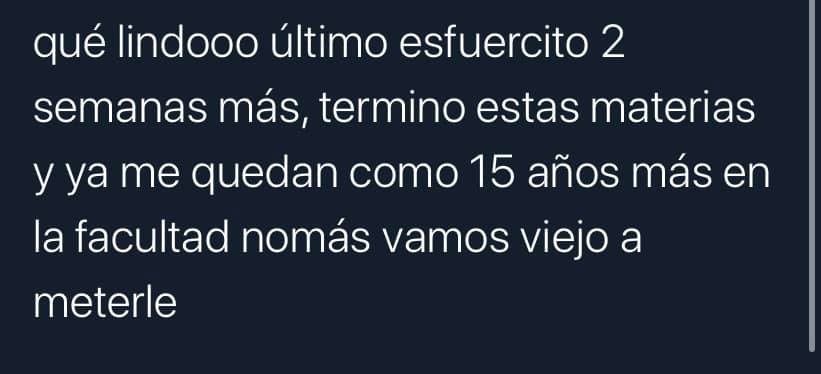 qué lindooo último esfuercito 2
semanas más, termino estas materias
y ya me quedan como 15 años más en
la facultad nomás vamos viejo a
meterle